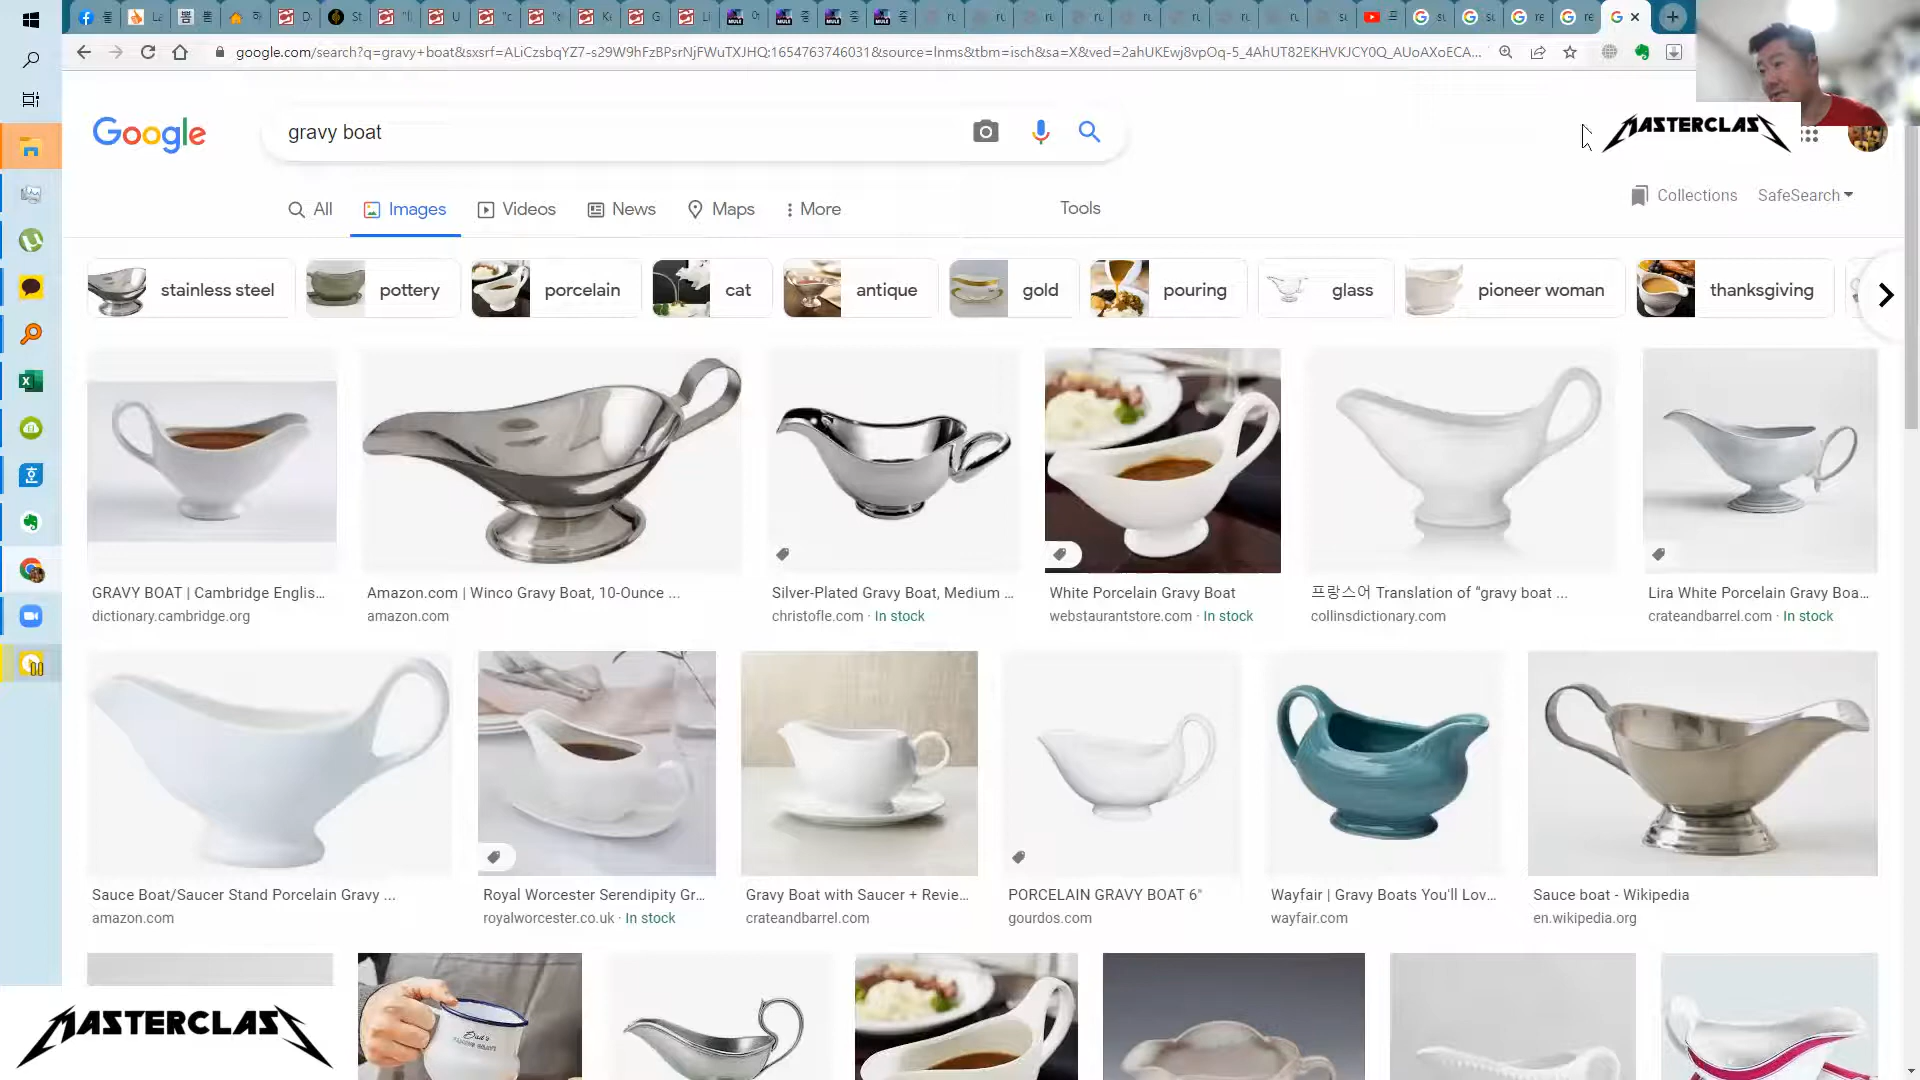 google.com/search?q=gravy+boat&sxsrf=ALiCzsbqYZ7-s29W9hFzBPsrNjFWuTXJHQ:1654763746031&source=lnms&tbm=isch&sa=X&ved=2ahUKEwj8vpOq-5_4AhUT82EKHVKJCY0Q_AUoAXoECA...
Google
gravy boat
MASTERCLASS
All
Images
Videos
News
Maps
More
Tools
Collections
SafeSearch
stainless steel
pottery
porcelain
cat
antique
gold
pouring
glass
pioneer woman
thanksgiving
GRAVY BOAT | Cambridge Englis...
dictionary.cambridge.org
Amazon.com | Winco Gravy Boat, 10-Ounce ...
amazon.com
Silver-Plated Gravy Boat, Medium ...
christofle.com · In stock
White Porcelain Gravy Boat
webstaurantstore.com · In stock
프랑스어 Translation of “gravy boat ...
collinsdictionary.com
Lira White Porcelain Gravy Boa...
crateandbarrel.com · In stock
Sauce Boat/Saucer Stand Porcelain Gravy ...
amazon.com
Royal Worcester Serendipity Gr...
royalworcester.co.uk · In stock
Gravy Boat with Saucer + Revie...
crateandbarrel.com
PORCELAIN GRAVY BOAT 6"
gourdos.com
Wayfair | Gravy Boats You'll Lov...
wayfair.com
Sauce boat - Wikipedia
en.wikipedia.org
MASTERCLASS